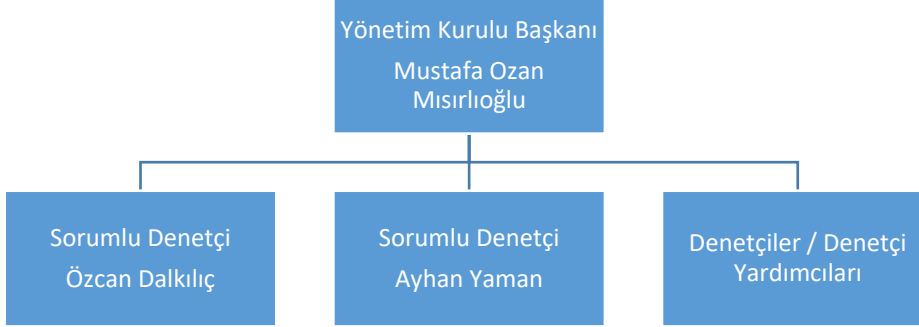 Yönetim Kurulu Başkanı
Mustafa Ozan
Mısırlıoğlu
Sorumlu Denetçi
Özcan Dalkılıç
Sorumlu Denetçi
Ayhan Yaman
Denetçiler / Denetçi
Yardımcıları